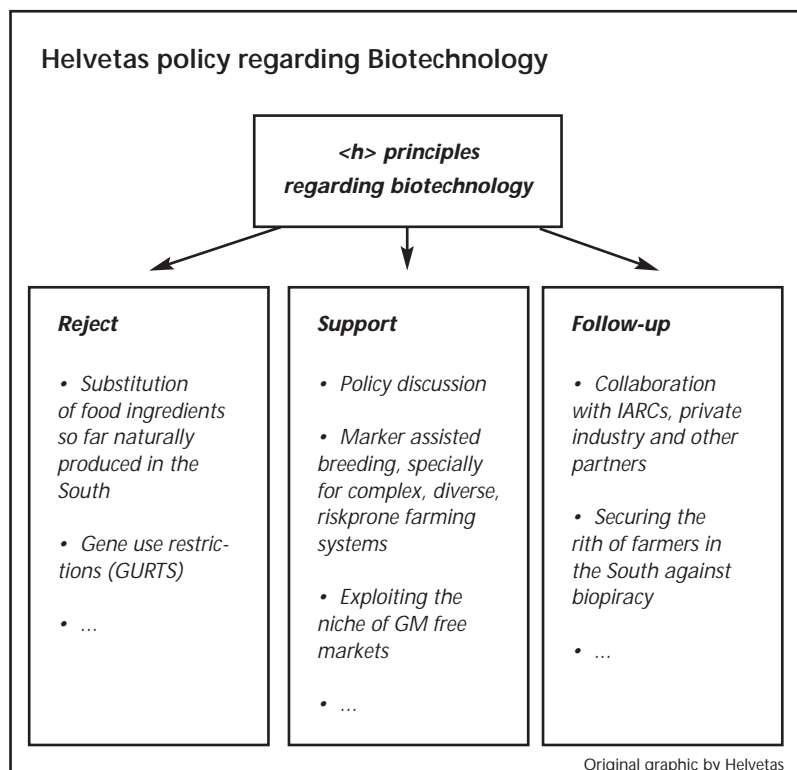 Helvetas policy regarding Biotechnology
<h> principles
regarding biotechnology
Reject
• Substitution
of food ingredients
so far naturally
produced in the
South
• Gene use restric-
tions (GURTS)
• ...
Support
• Policy discussion
• Marker assisted
breeding, specially
for complex, diverse,
riskprone farming
systems
• Exploiting the
niche of GM free
markets
• ...
Follow-up
• Collaboration
with IARCs, private
industry and other
partners
• Securing the
rith of farmers in
the South against
biopiracy
• ...
Original graphic by Helvetas